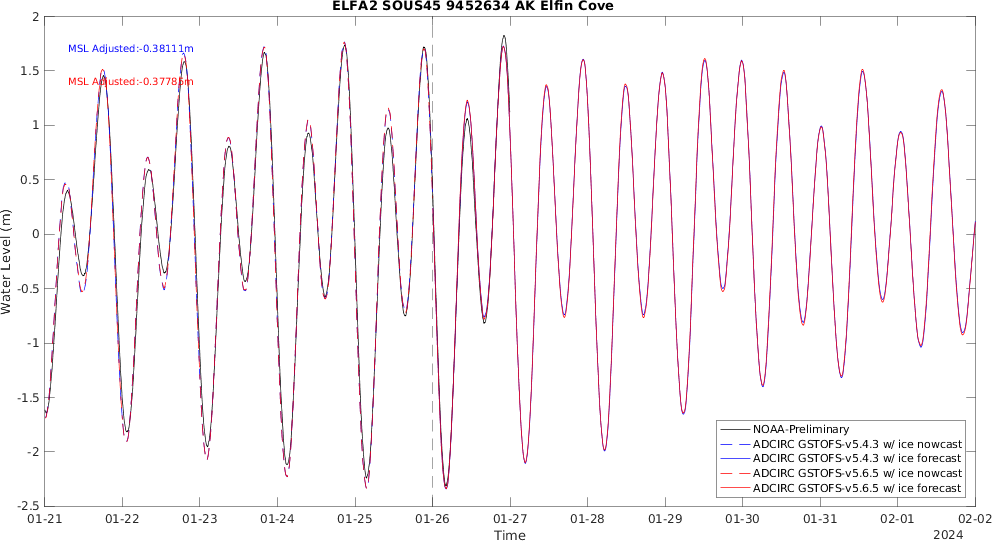 ELFA2 SOUS45 9452634 AK Elfin Cove
MSL Adjusted:-0.38111m
MSL Adjusted:-0.3778
Water Level (m)
2
1.5
1
0.5
0
-0.5
-1
-1.5
-2
-2.5
NOAA-Preliminary
ADCIRC GSTOFS-v5.4.3 w/ ice nowcast
ADCIRC GSTOFS-v5.4.3 w/ ice forecast
ADCIRC GSTOFS-v5.6.5 w/ ice nowcast
ADCIRC GSTOFS-v5.6.5 w/ ice forecast
01-21 01-22 01-23 01-24 01-25 01-26 01-27 01-28 01-29 01-30 01-31 02-01 02-02
Time
2024